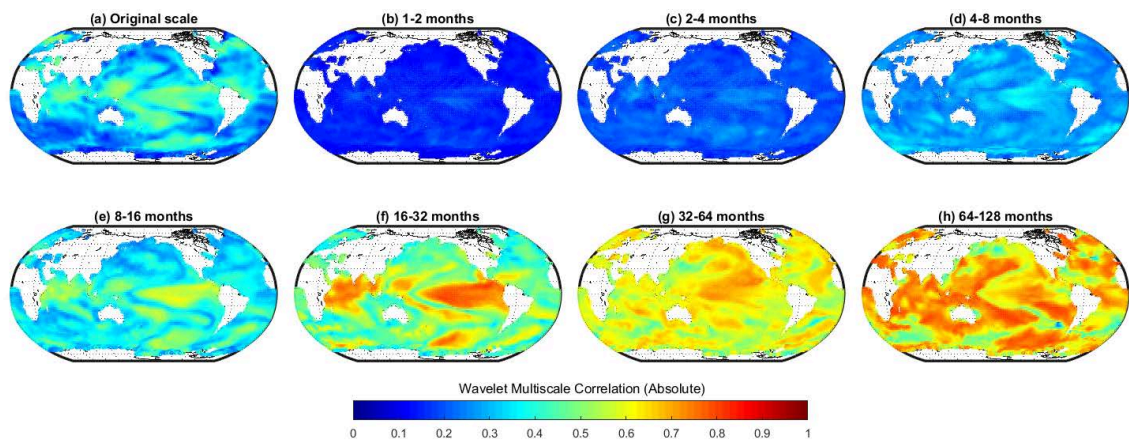 (a) Original scale
(b) 1-2 months
(c) 2-4 months
(d) 4-8 months
(e) 8-16 months
(f) 16-32 months
(g) 32-64 months
(h) 64-128 months
Wavelet Multiscale Correlation (Absolute)
0 0.1 0.2 0.3 0.4 0.5 0.6 0.7 0.8 0.9 1